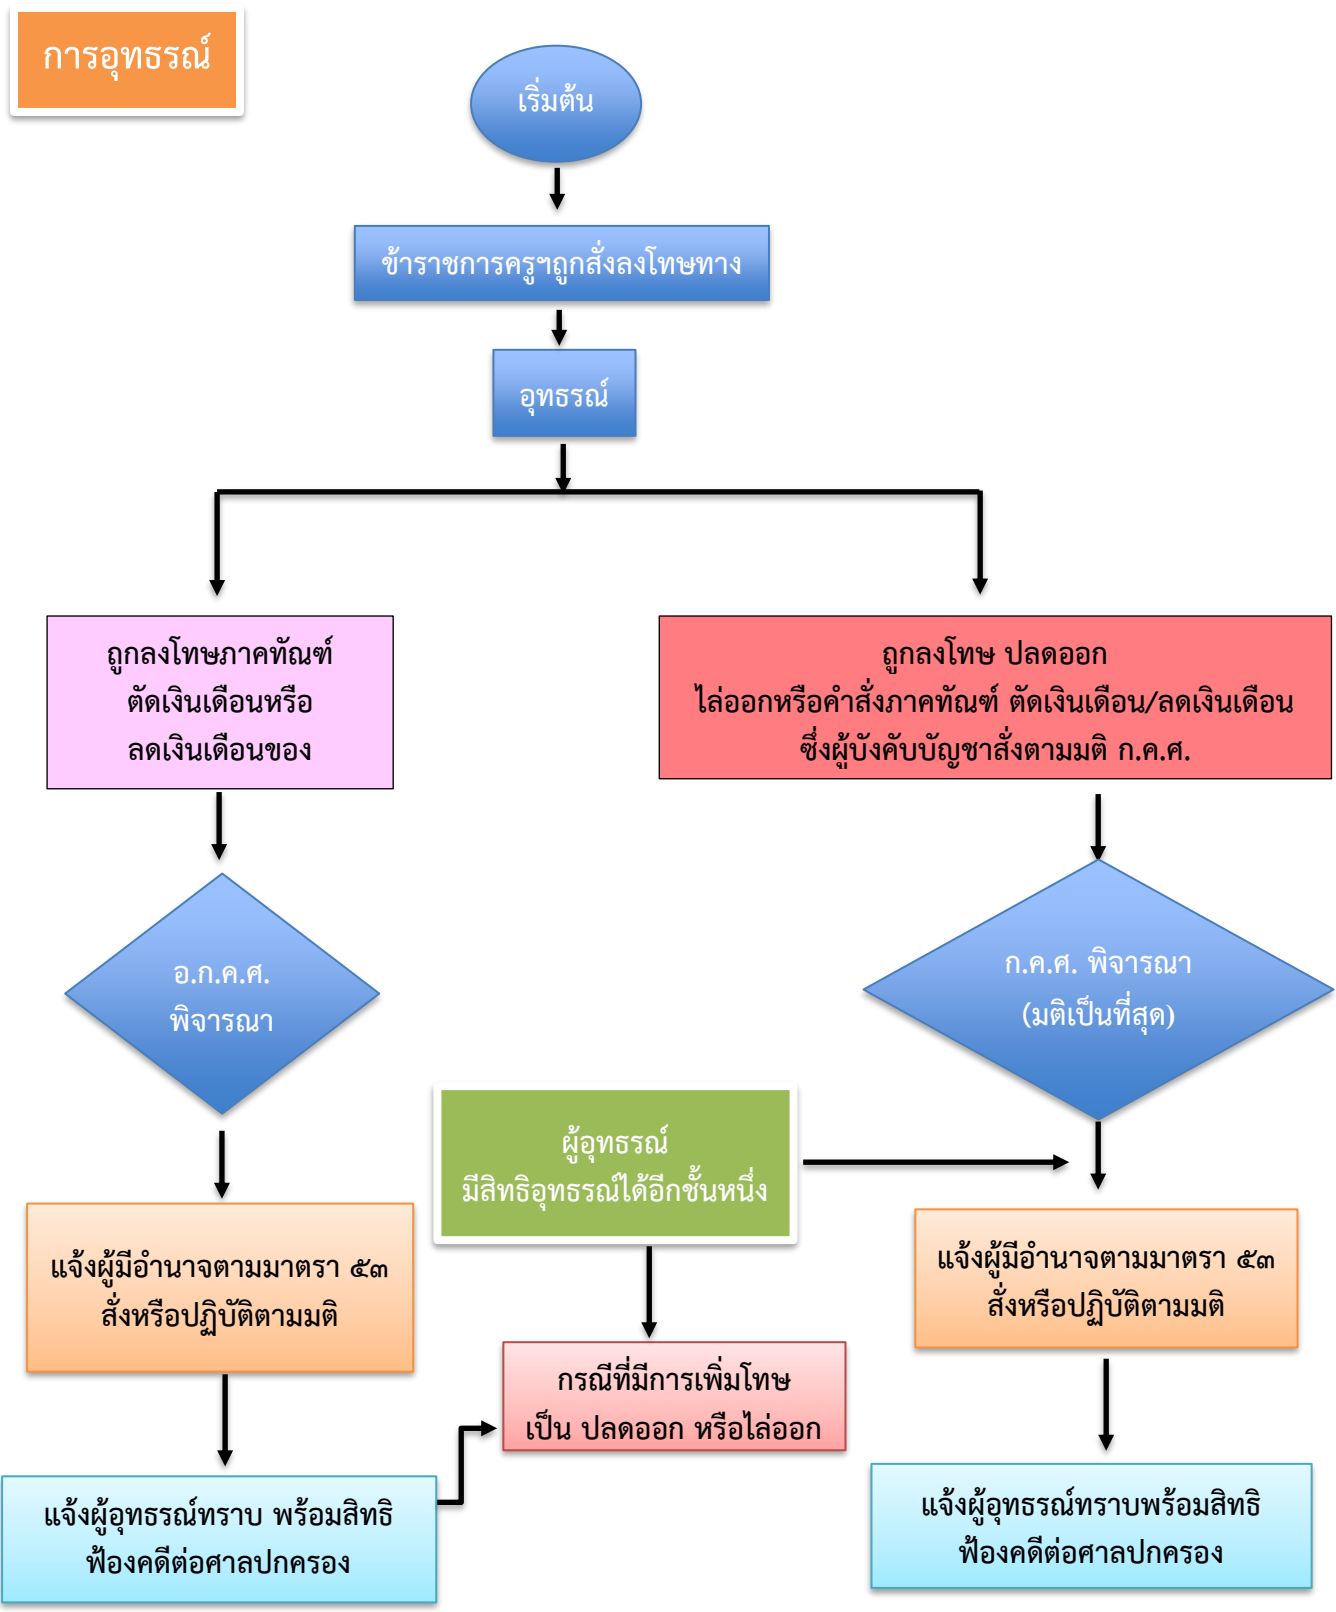 การอุทธรณ์
เริ่มต้น
ข้าราชการครูฯถูกสั่งลงโทษทาง
อุทธรณ์
ถูกลงโทษภาคทัณฑ์
ตัดเงินเดือนหรือ
ลดเงินเดือนของ
ถูกลงโทษ ปลดออก
ไล่ออกหรือคำสั่งภาคทัณฑ์ ตัดเงินเดือน/ลดเงินเดือน
ซึ่งผู้บังคับบัญชาสั่งตามมติ ก.ค.ศ.
อ.ก.ค.ศ.
พิจารณา
ก.ค.ศ. พิจารณา
(มติเป็นที่สุด)
ผู้อุทธรณ์
มีสิทธิอุทธรณ์ได้อีกชั้นหนึ่ง
แจ้งผู้มีอำนาจตามมาตรา ๕๓
สั่งหรือปฏิบัติตามมติ
แจ้งผู้มีอำนาจตามมาตรา ๕๓
สั่งหรือปฏิบัติตามมติ
กรณีที่มีการเพิ่มโทษ
เป็น ปลดออก หรือไล่ออก
แจ้งผู้อุทธรณ์ทราบ พร้อมสิทธิ
ฟ้องคดีต่อศาลปกครอง
แจ้งผู้อุทธรณ์ทราบพร้อมสิทธิ
ฟ้องคดีต่อศาลปกครอง